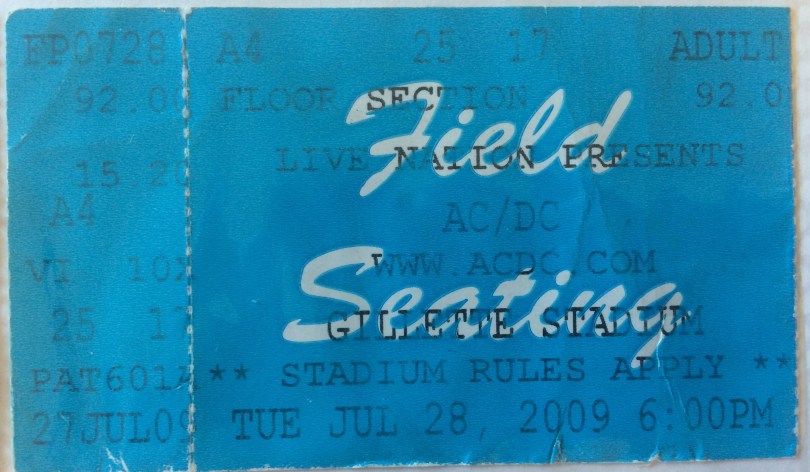 FP0728 A4 25 17 ADULT
92.00 FLOOR SECTION 92.0
Field
LIVE NATION PRESENTS
15.20
A4 AC/DC
VI 10X WWW.ACDC.COM
Seating
25 17 GILLETTE STADIUM
PAT601A ** STADIUM RULES APPLY **
27JUL09 TUE JUL 28, 2009 6:00PM